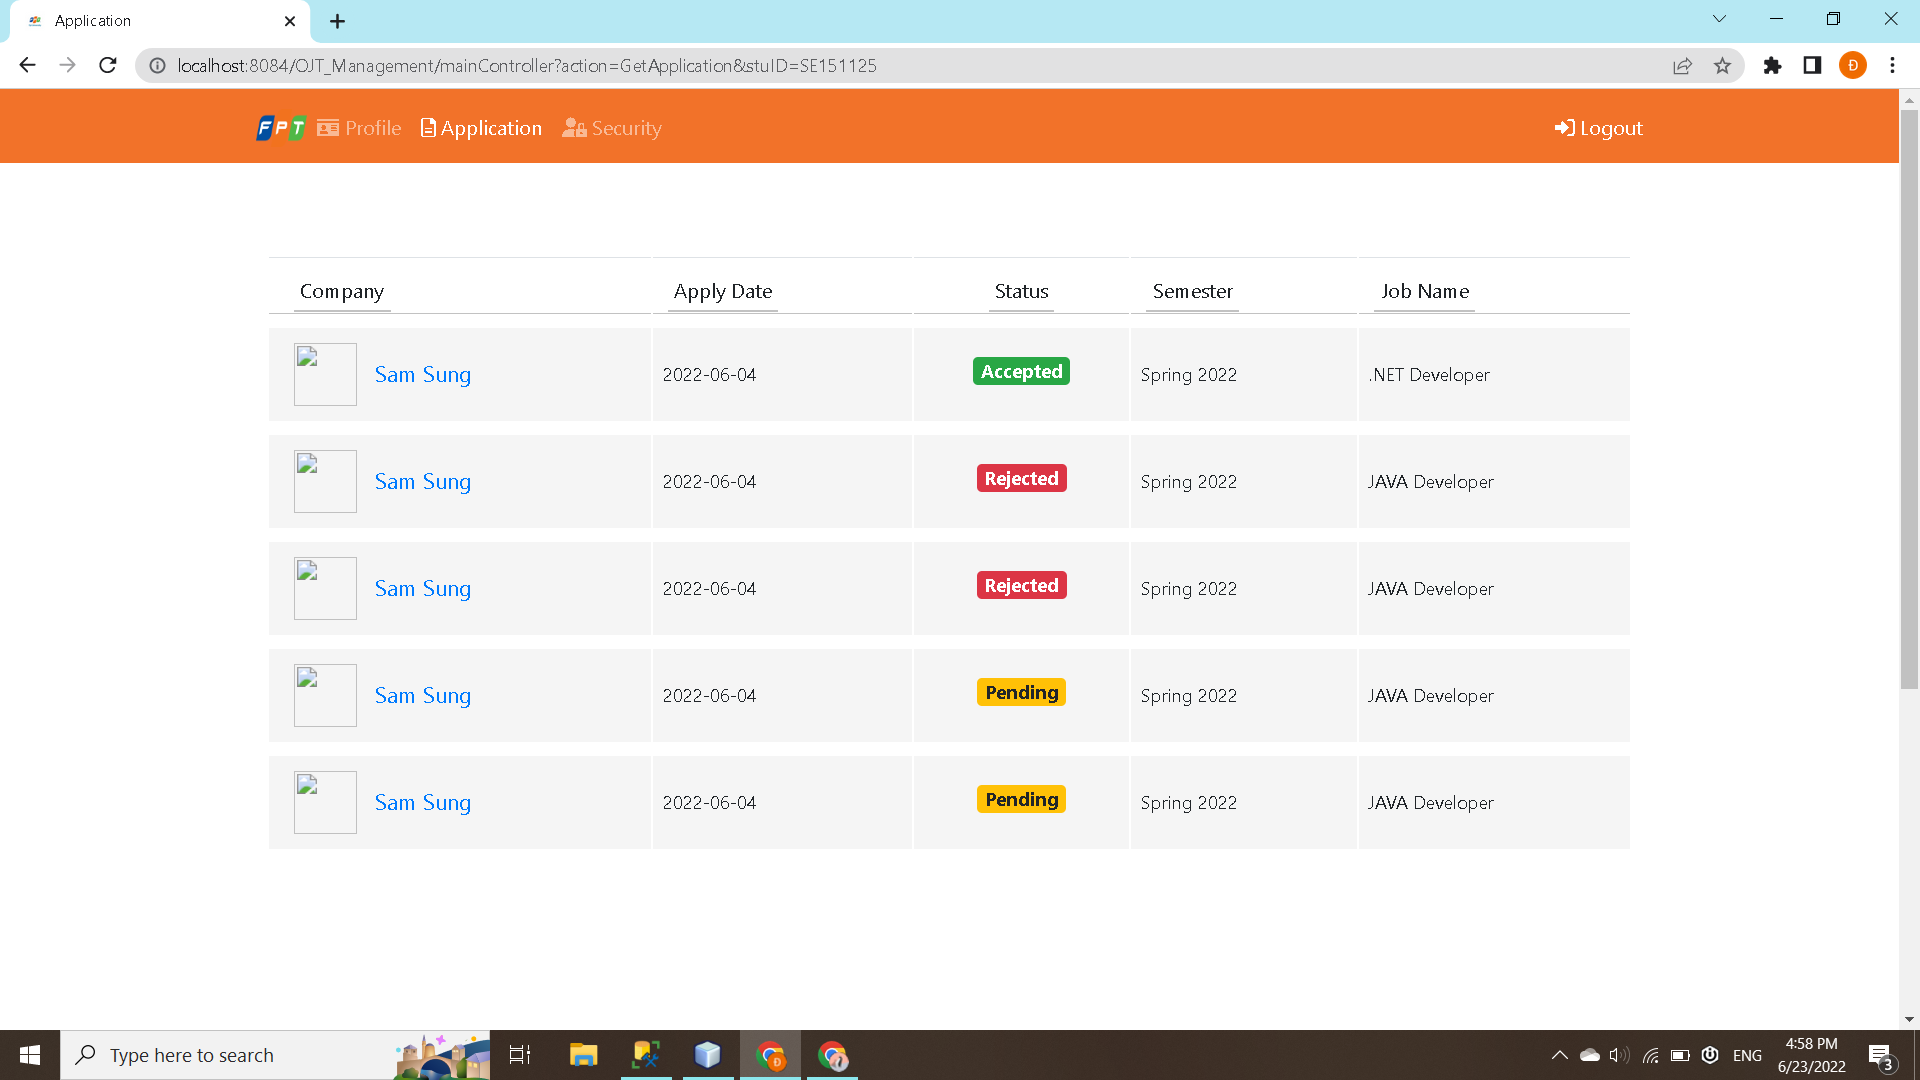 Application
localhost:8084/OJT_Management/mainController?action=GetApplication&stuID=SE151125
Đ
FPT Profile Application Security Logout
Company Apply Date Status Semester Job Name
Sam Sung 2022-06-04 Accepted Spring 2022 .NET Developer
Sam Sung 2022-06-04 Rejected Spring 2022 JAVA Developer
Sam Sung 2022-06-04 Rejected Spring 2022 JAVA Developer
Sam Sung 2022-06-04 Pending Spring 2022 JAVA Developer
Sam Sung 2022-06-04 Pending Spring 2022 JAVA Developer
Type here to search
Đ
ENG
4:58 PM
6/23/2022
3